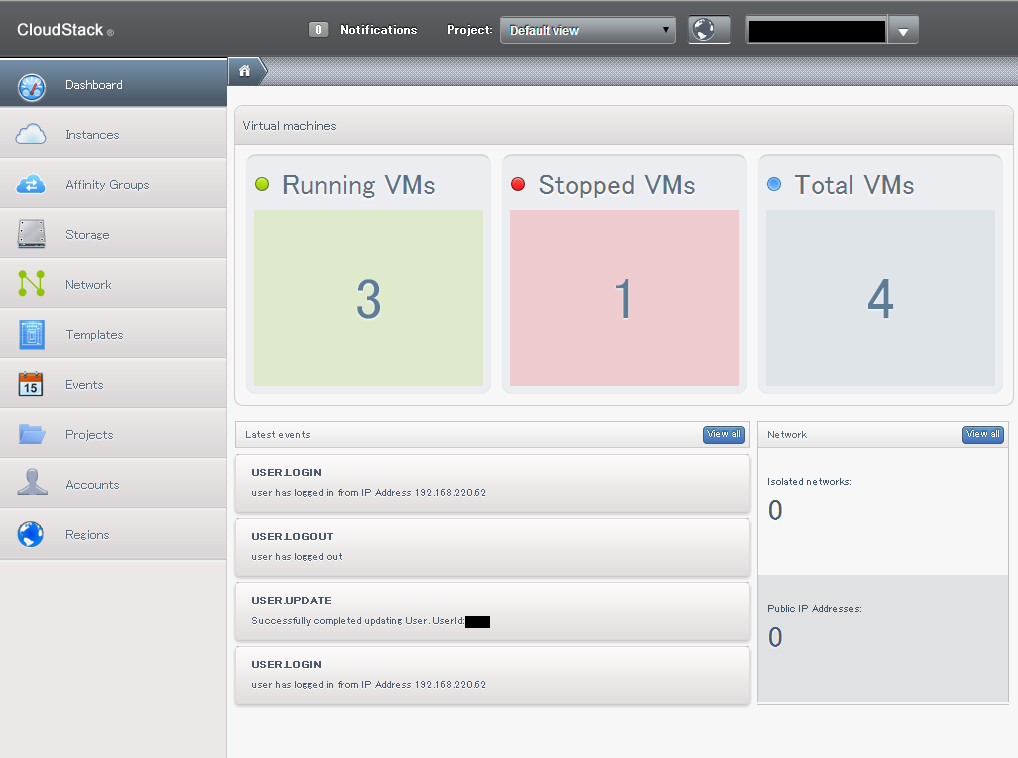 CloudStack ®
0 Notifications Project: Default view
Dashboard
Instances
Affinity Groups
Storage
Network
Templates
15 Events
Projects
Accounts
Regions
Virtual machines
Running VMs
3
Stopped VMs
1
Total VMs
4
Latest events View all
USER.LOGIN
user has logged in from IP Address 192.168.220.62
USER.LOGOUT
user has logged out
USER.UPDATE
Successfully completed updating User. UserId:
USER.LOGIN
user has logged in from IP Address 192.168.220.62
Network View all
Isolated networks:
0
Public IP Addresses:
0